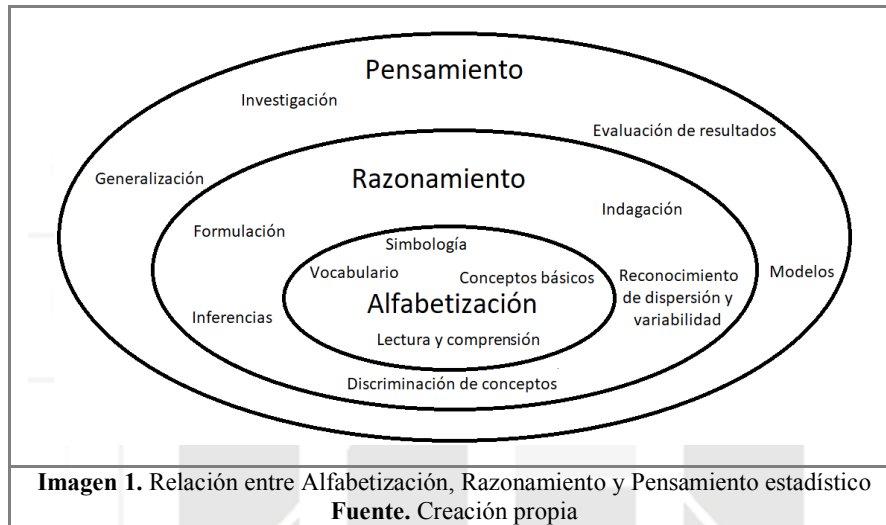 Pensamiento
Investigación
Evaluación de resultados
Generalización
Razonamiento
Indagación
Formulación
Simbología
Vocabulario
Conceptos básicos
Reconocimiento
de dispersión y
variabilidad
Modelos
Alfabetización
Inferencias
Lectura y comprensión
Discriminación de conceptos
Imagen 1. Relación entre Alfabetización, Razonamiento y Pensamiento estadístico
Fuente. Creación propia